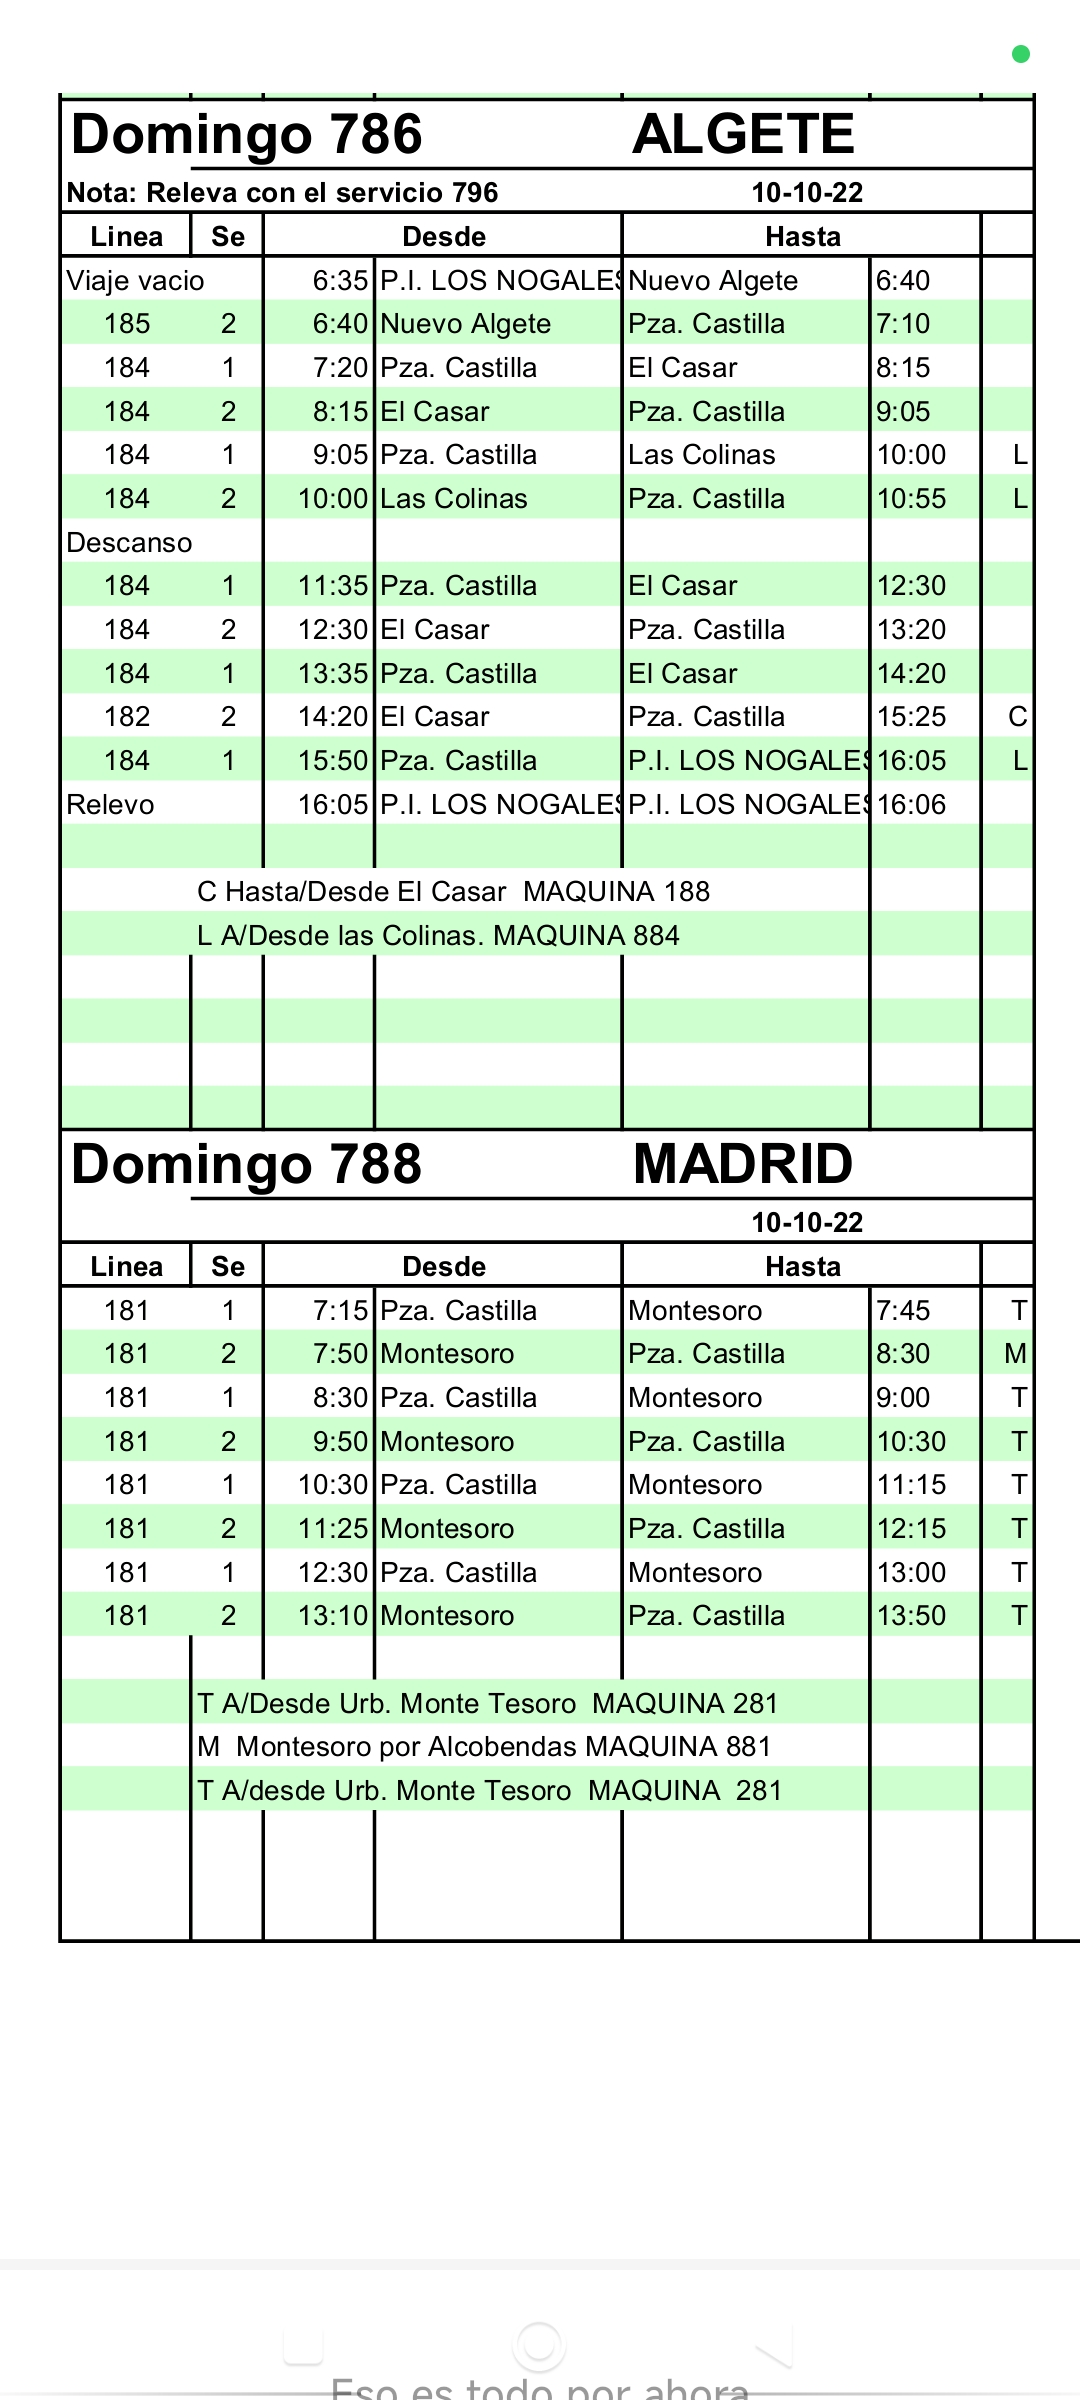 Domingo 786 ALGETE
Nota: Releva con el servicio 796 10-10-22
Linea Se Desde Hasta
Viaje vacio 6:35 P.I. LOS NOGALES Nuevo Algete 6:40
185 2 6:40 Nuevo Algete Pza. Castilla 7:10
184 1 7:20 Pza. Castilla El Casar 8:15
184 2 8:15 El Casar Pza. Castilla 9:05
184 1 9:05 Pza. Castilla Las Colinas 10:00 L
184 2 10:00 Las Colinas Pza. Castilla 10:55 L
Descanso
184 1 11:35 Pza. Castilla El Casar 12:30
184 2 12:30 El Casar Pza. Castilla 13:20
184 1 13:35 Pza. Castilla El Casar 14:20
182 2 14:20 El Casar Pza. Castilla 15:25 C
184 1 15:50 Pza. Castilla P.I. LOS NOGALES 16:05 L
Relevo 16:05 P.I. LOS NOGALES P.I. LOS NOGALES 16:06
C Hasta/Desde El Casar MAQUINA 188
L A/Desde las Colinas. MAQUINA 884
Domingo 788 MADRID
10-10-22
Linea Se Desde Hasta
181 1 7:15 Pza. Castilla Montesoro 7:45 T
181 2 7:50 Montesoro Pza. Castilla 8:30 M
181 1 8:30 Pza. Castilla Montesoro 9:00 T
181 2 9:50 Montesoro Pza. Castilla 10:30 T
181 1 10:30 Pza. Castilla Montesoro 11:15 T
181 2 11:25 Montesoro Pza. Castilla 12:15 T
181 1 12:30 Pza. Castilla Montesoro 13:00 T
181 2 13:10 Montesoro Pza. Castilla 13:50 T
T A/Desde Urb. Monte Tesoro MAQUINA 281
M Montesoro por Alcobendas MAQUINA 881
T A/desde Urb. Monte Tesoro MAQUINA 281
Eso es todo por ahora